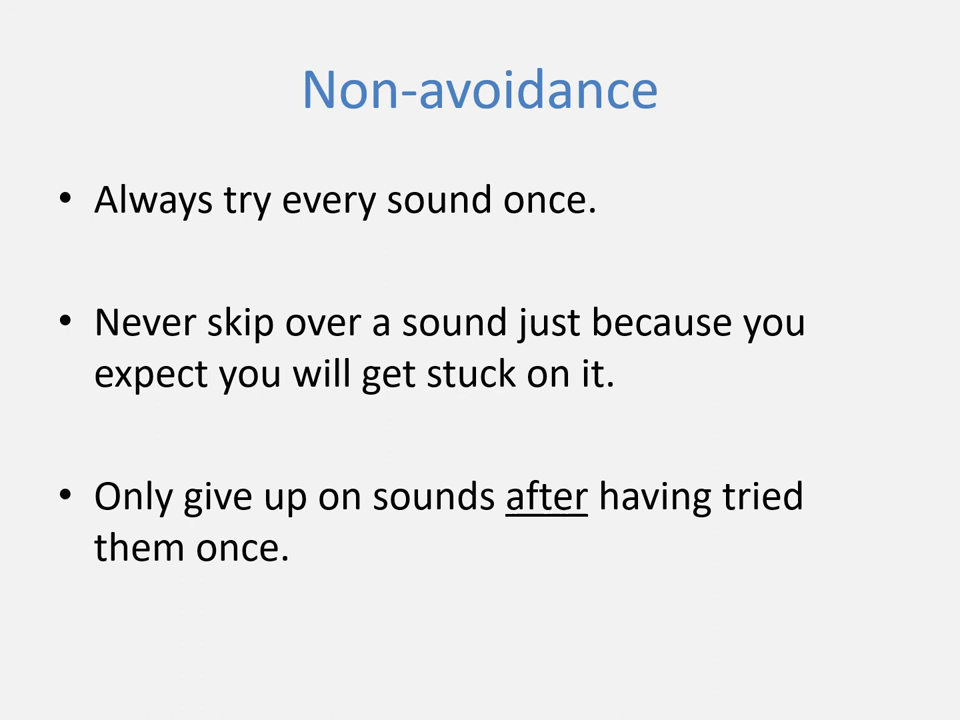 Non-avoidance
• Always try every sound once.
• Never skip over a sound just because you
expect you will get stuck on it.
• Only give up on sounds after having tried
them once.